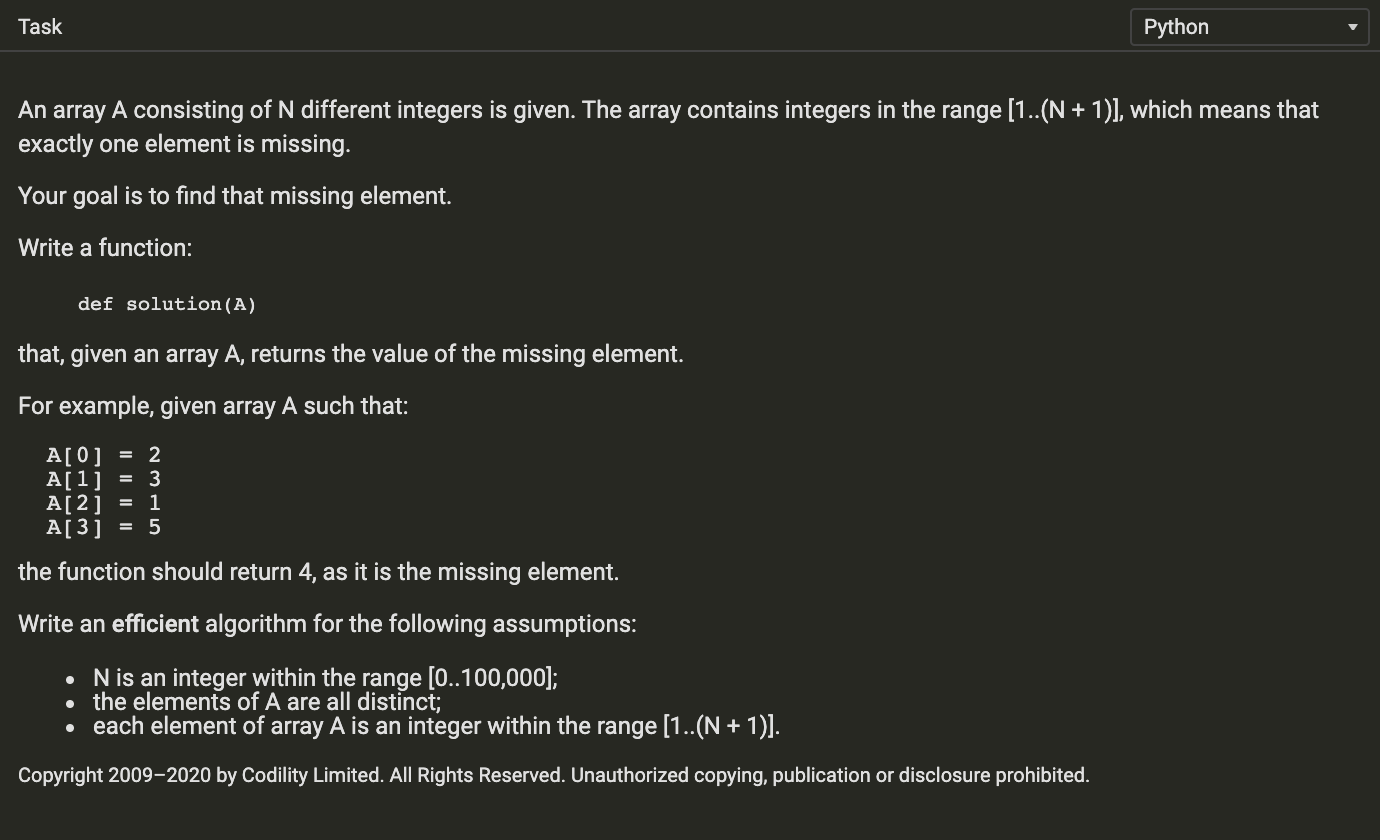 Task
Python
An array A consisting of N different integers is given. The array contains integers in the range [1..(N + 1)], which means that
exactly one element is missing.
Your goal is to find that missing element.
Write a function:
def solution(A)
that, given an array A, returns the value of the missing element.
For example, given array A such that:
A[0] = 2
A[1] = 3
A[2] = 1
A[3] = 5
the function should return 4, as it is the missing element.
Write an efficient algorithm for the following assumptions:
• N is an integer within the range [0..100,000];
• the elements of A are all distinct;
• each element of array A is an integer within the range [1..(N + 1)].
Copyright 2009–2020 by Codility Limited. All Rights Reserved. Unauthorized copying, publication or disclosure prohibited.